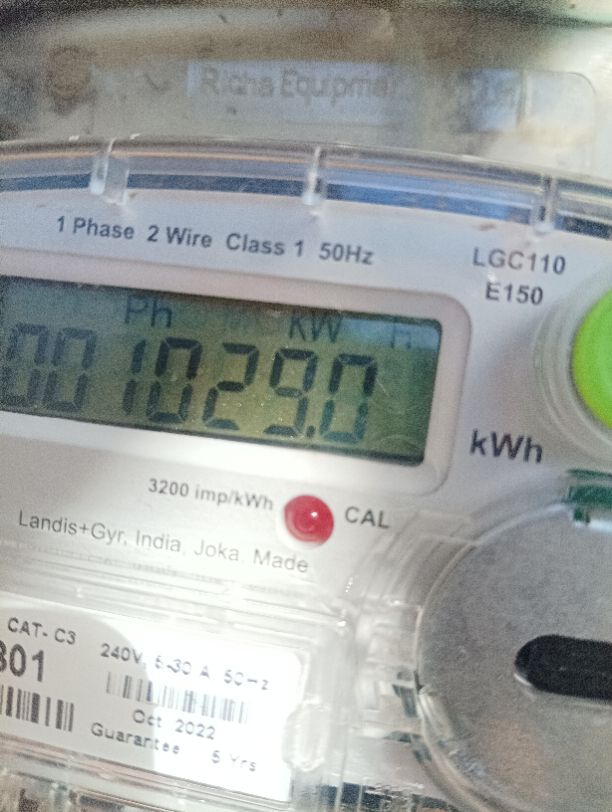 Richa Equipme
1 Phase 2 Wire Class 1 50Hz
LGC110
E150
Ph kW H
001029.0
kWh
3200 imp/kWh CAL
Landis+Gyr, India, Joka. Made
CAT- C3
301
240V, 5-30 A 50Hz
Oct 2022
Guarantee 5 Yrs